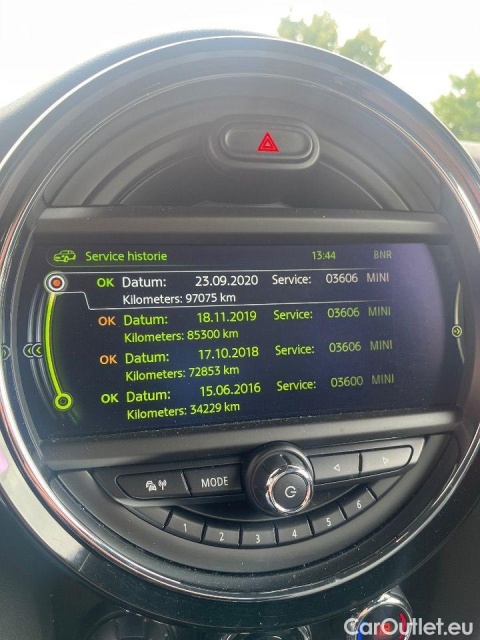 Service historie 13:44 BNR
OK Datum: 23.09.2020 Service: 03606 MINI
Kilometers: 97075 km
OK Datum: 18.11.2019 Service: 03606 MINI
Kilometers: 85300 km
OK Datum: 17.10.2018 Service: 03606 MINI
Kilometers: 72853 km
OK Datum: 15.06.2016 Service: 03600 MINI
Kilometers: 34229 km
MODE
1 2 3 4 5 6
CarOutlet.eu